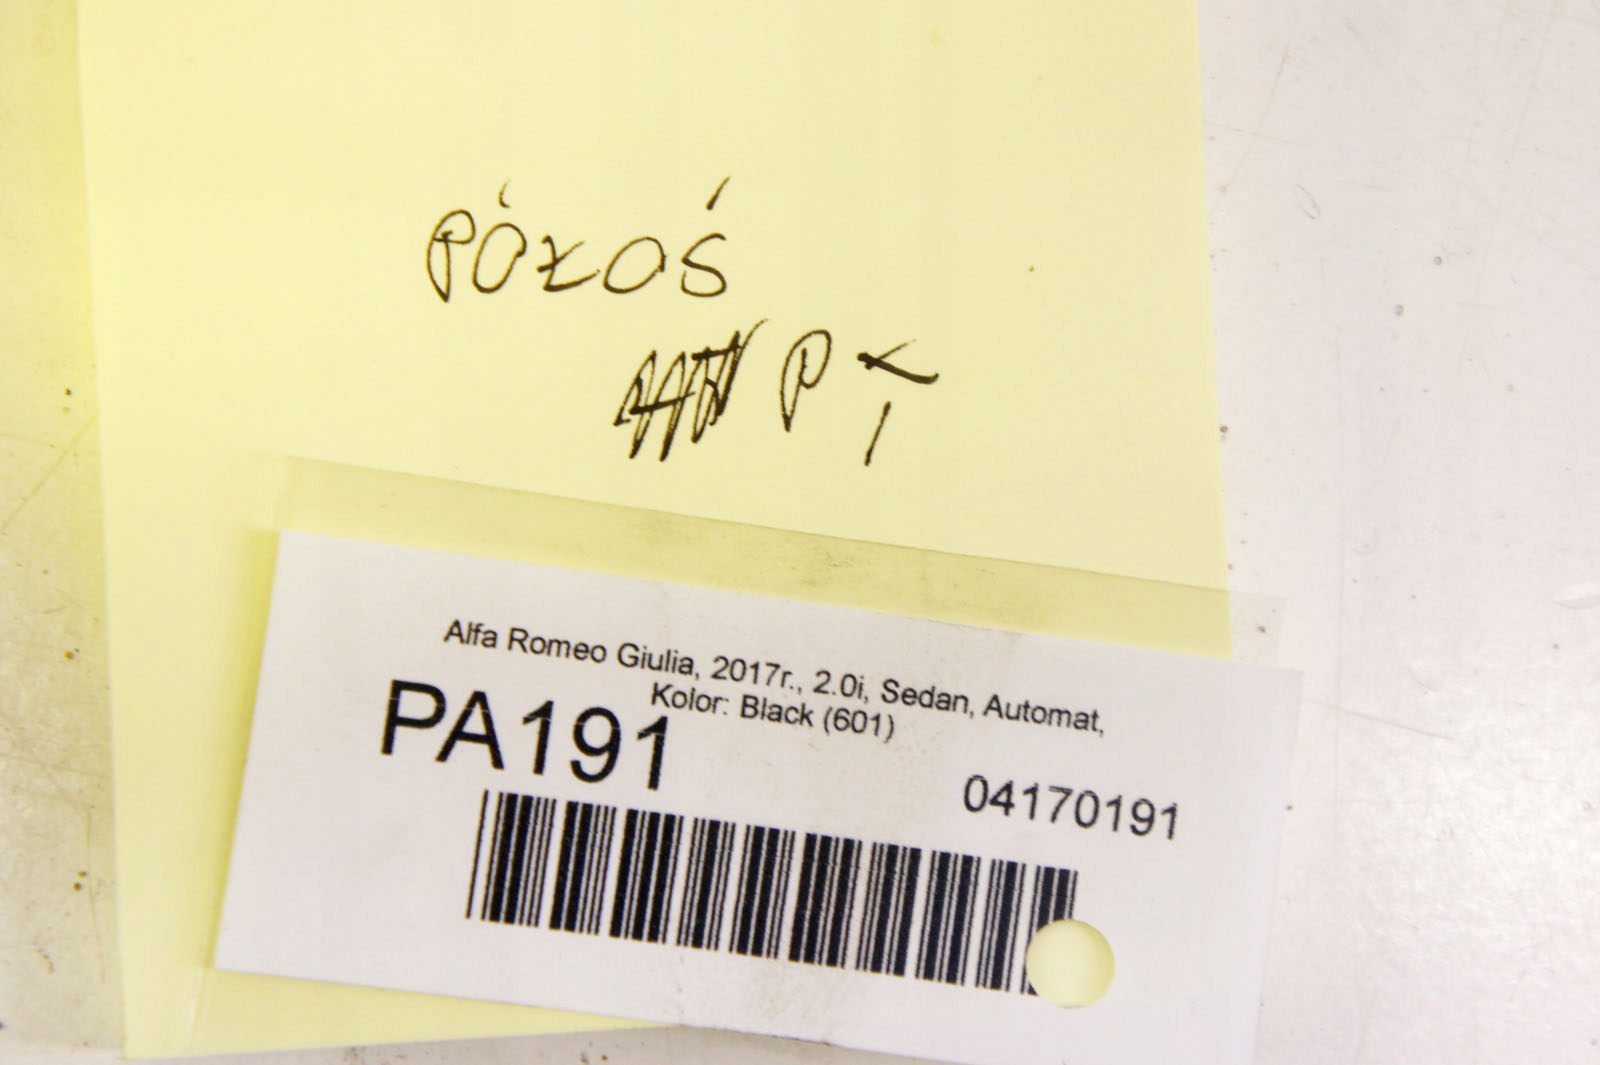 PÓŁOŚ
P T
Alfa Romeo Giulia, 2017r., 2.0i, Sedan, Automat,
Kolor: Black (601)
PA191
04170191